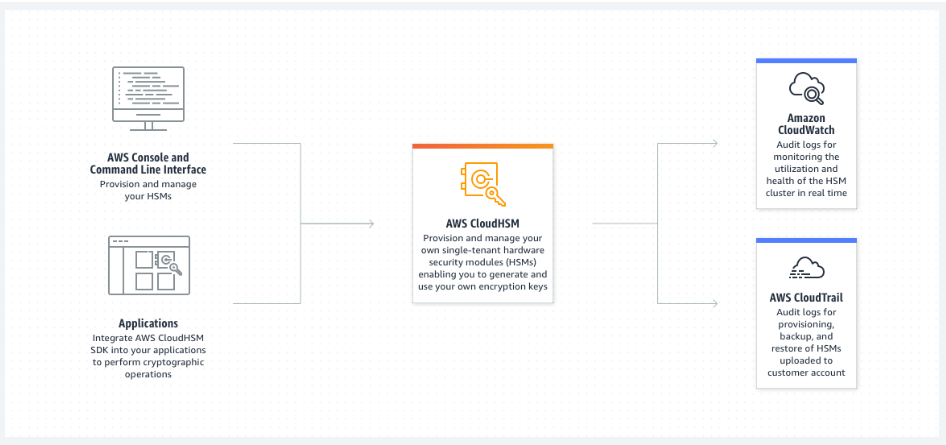 AWS Console and
Command Line Interface
Provision and manage
your HSMs
Applications
Integrate AWS CloudHSM
SDK into your applications
to perform cryptographic
operations
AWS CloudHSM
Provision and manage your
own single-tenant hardware
security modules (HSMs)
enabling you to generate and
use your own encryption keys
Amazon
CloudWatch
Audit logs for
monitoring the
utilization and
health of the HSM
cluster in real time
AWS CloudTrail
Audit logs for
provisioning,
backup, and
restore of HSMs
uploaded to
customer account